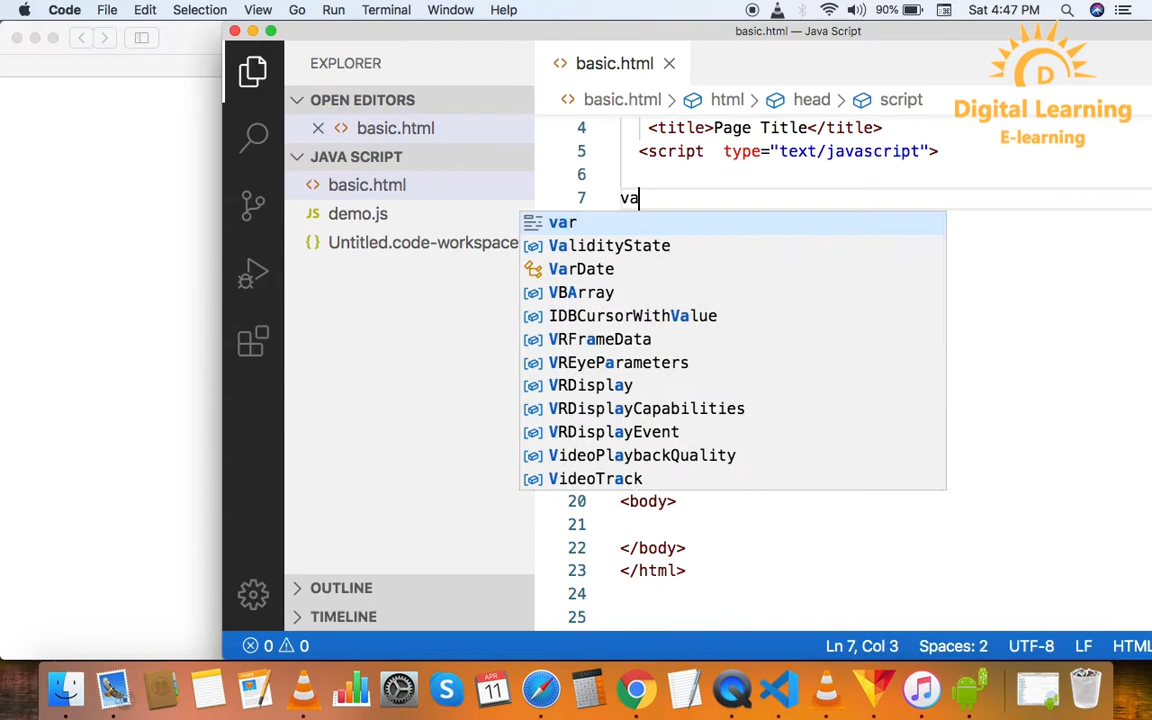 Code File Edit Selection View Go Run Terminal Window Help 90% Sat 4:47 PM
basic.html — Java Script
EXPLORER
basic.html
OPEN EDITORS
basic.html > html > head > script
D
Digital Learning
E-learning
basic.html
4 <title>Page Title</title>
JAVA SCRIPT
5 <script type="text/javascript">
6
basic.html
7 va
JS demo.js
{} Untitled.code-workspace
var
ValidityState
VarDate
VBArray
IDBCursorWithValue
VRFrameData
VREyeParameters
VRDisplay
VRDisplayCapabilities
VRDisplayEvent
VideoPlaybackQuality
VideoTrack
20 <body>
21
22 </body>
23 </html>
24
25
OUTLINE
TIMELINE
0 0 Ln 7, Col 3 Spaces: 2 UTF-8 LF HTML
APR
11